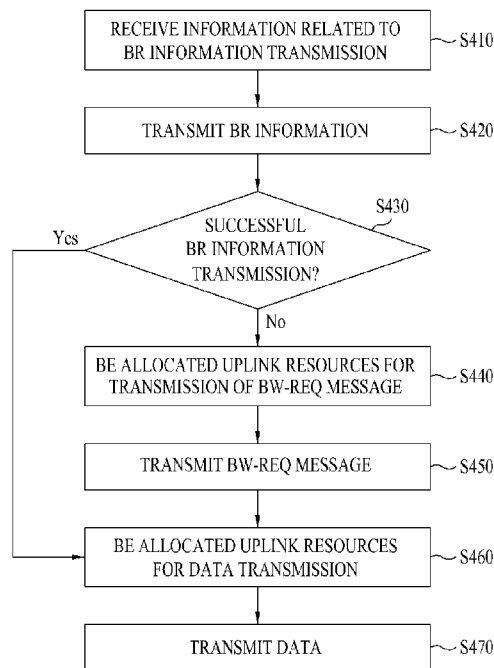 RECEIVE INFORMATION RELATED TO
BR INFORMATION TRANSMISSION
S410
TRANSMIT BR INFORMATION
S420
S430
SUCCESSFUL
BR INFORMATION
TRANSMISSION?
Yes
No
BE ALLOCATED UPLINK RESOURCES FOR
TRANSMISSION OF BW-REQ MESSAGE
S440
TRANSMIT BW-REQ MESSAGE
S450
BE ALLOCATED UPLINK RESOURCES
FOR DATA TRANSMISSION
S460
TRANSMIT DATA
S470